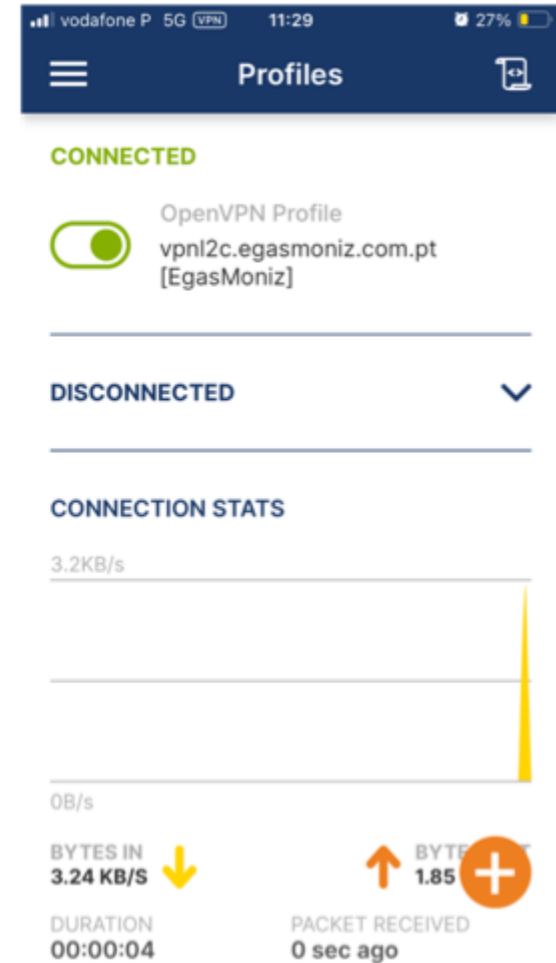 vodafone P 5G VPN 11:29 27%
Profiles
CONNECTED
OpenVPN Profile
vpnl2c.egasmoniz.com.pt
[EgasMoniz]
DISCONNECTED
CONNECTION STATS
3.2KB/s
0B/s
BYTES IN
3.24 KB/S
1.85
DURATION
00:00:04
PACKET RECEIVED
0 sec ago